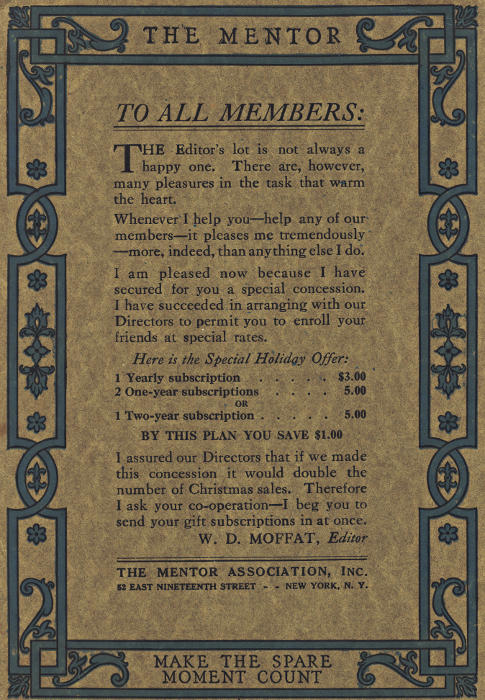 THE MENTOR
TO ALL MEMBERS:
THE Editor's lot is not always a
happy one. There are, however,
many pleasures in the task that warm
the heart.
Whenever I help you—help any of our
members—it pleases me tremendously
—more, indeed, than anything else I do.
I am pleased now because I have
secured for you a special concession.
I have succeeded in arranging with our
Directors to permit you to enroll your
friends at special rates.
Here is the Special Holiday Offer:
1 Yearly subscription . . . . . $3.00
2 One-year subscriptions . . . . 5.00
OR
1 Two-year subscription . . . . . 5.00
BY THIS PLAN YOU SAVE $1.00
I assured our Directors that if we made
this concession it would double the
number of Christmas sales. Therefore
I ask your co-operation—I beg you to
send your gift subscriptions in at once.
W. D. MOFFAT, Editor
THE MENTOR ASSOCIATION, INC.
52 EAST NINETEENTH STREET - - NEW YORK, N. Y.
MAKE THE SPARE
MOMENT COUNT